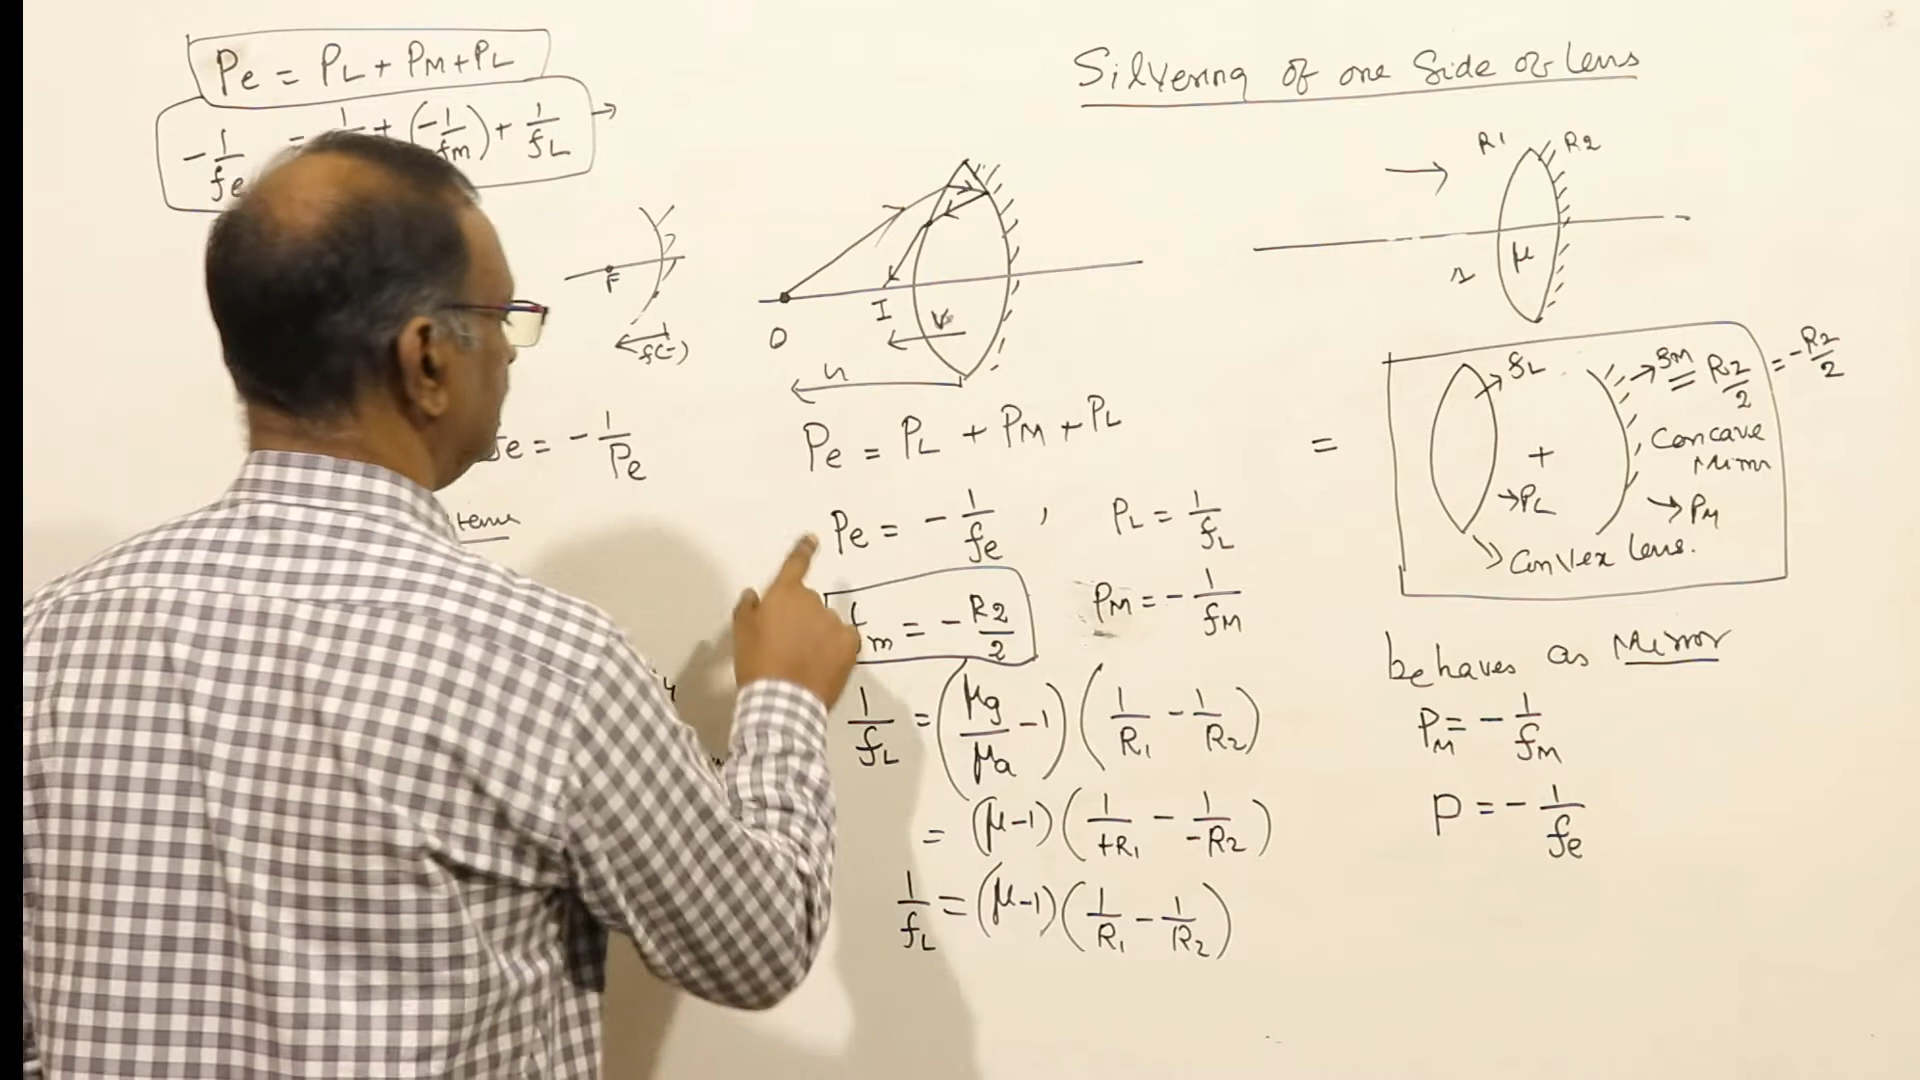 Pe = PL + PM + PL
-1/fe = 1 + (-1/fm) + 1/fL →
F
f(-)
fe = -1/Pe
O
I
u
Pe = PL + PM + PL
Pe = -1/fe , PL = 1/fL
fm = -R2/2 PM = -1/fM
1/fL = (μg/μa - 1) (1/R1 - 1/R2)
= (μ-1) (1/+R1 - 1/-R2)
1/fL = (μ-1) (1/R1 - 1/R2)
Silvering of one Side of lens
R1 R2
1 μ
= fL + fM = R2/2 = -R2/2
Concave
Mirror
→PL →PM
Convex lens.
behaves as Mirror
PM = -1/fM
P = -1/fe